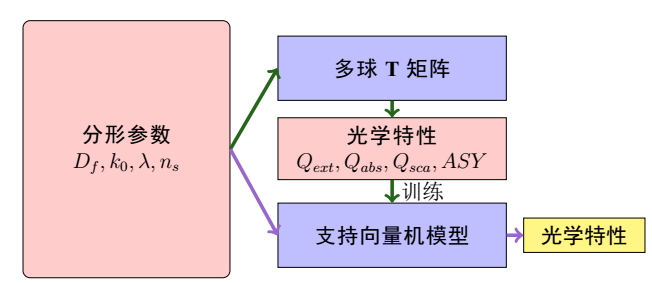 分形参数
D_f, k_0, λ, n_s
多球 T 矩阵
光学特性
Q_ext, Q_abs, Q_sca, ASY
训练
支持向量机模型
光学特性